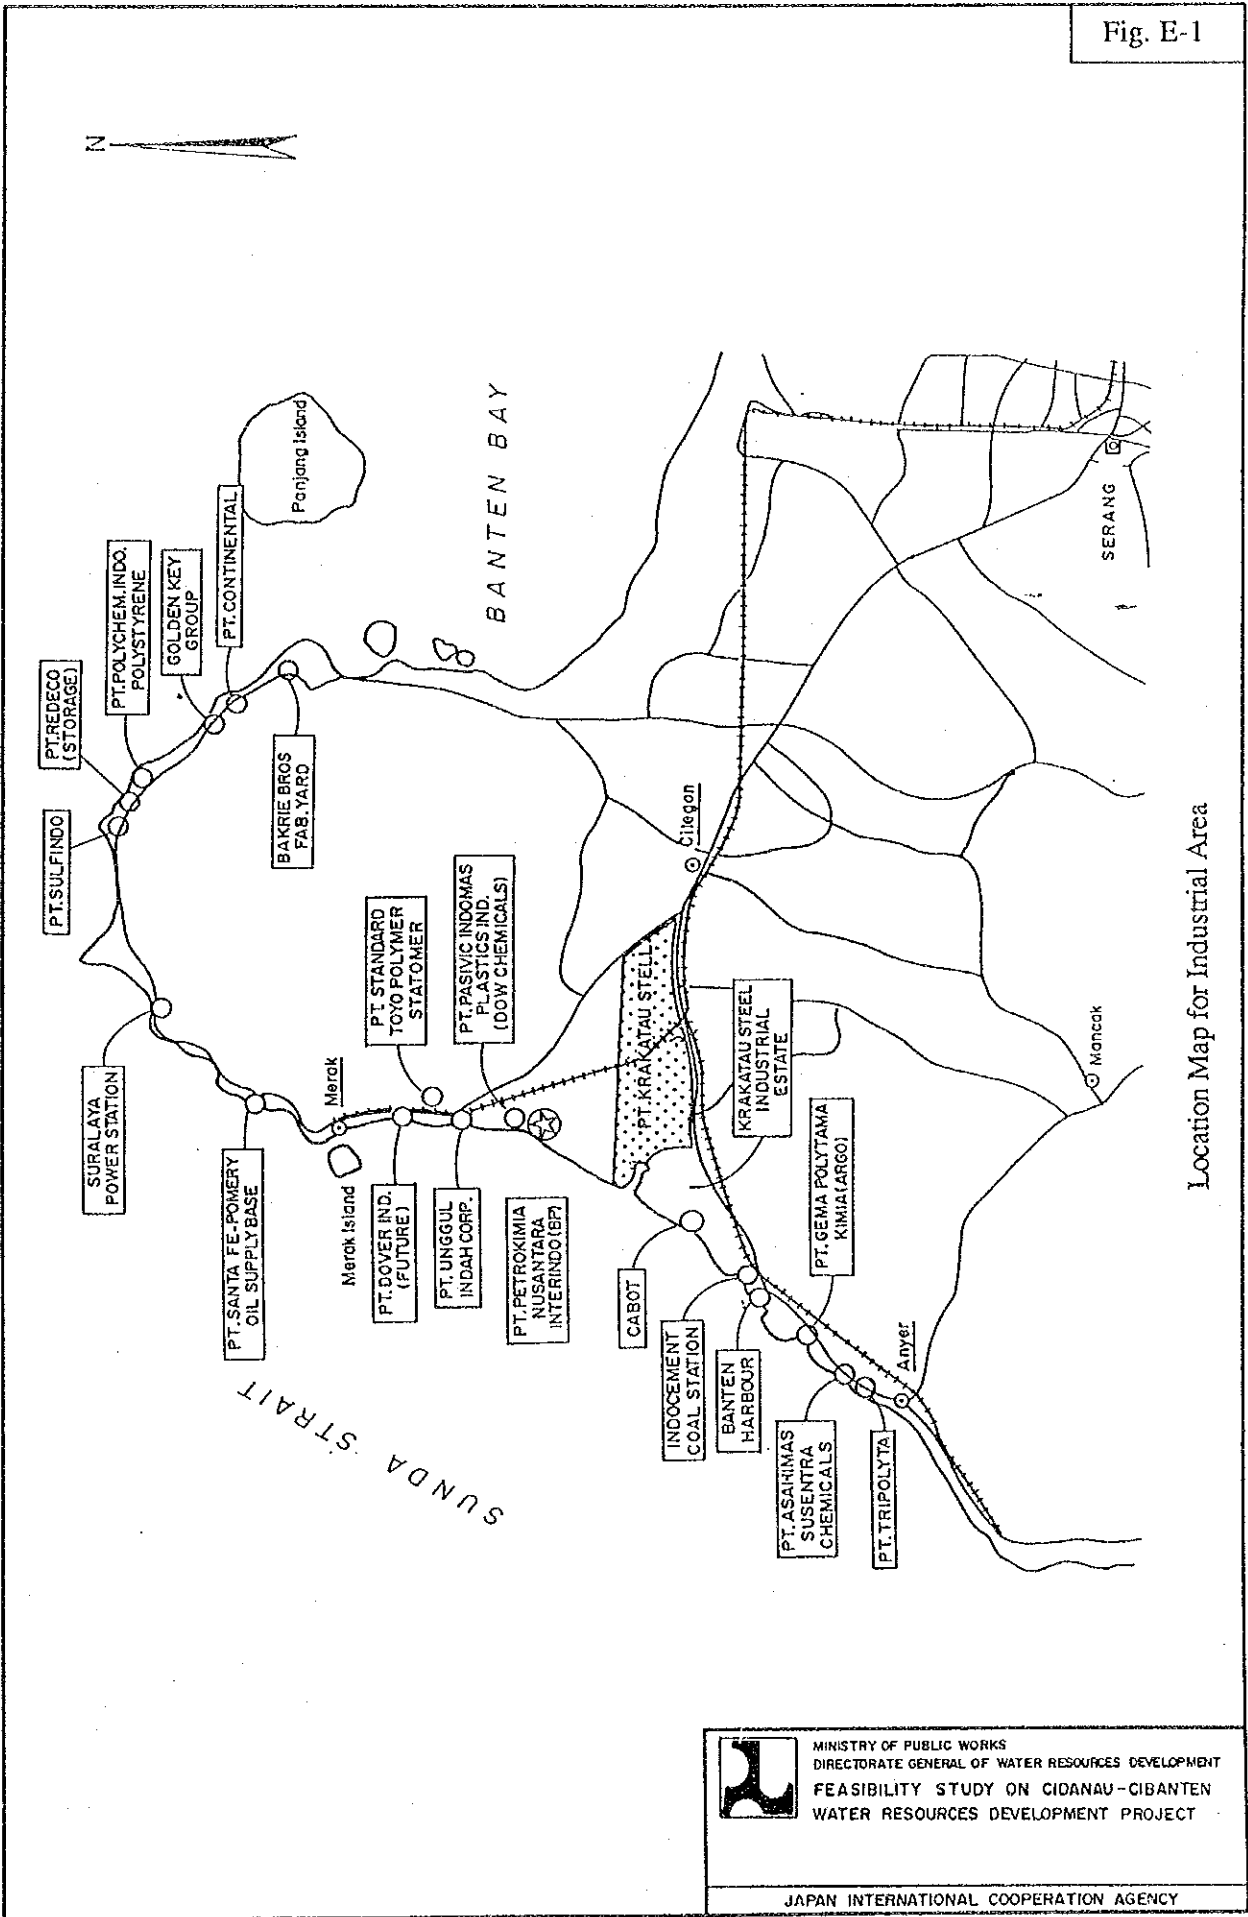 Fig. E-1
N
PT.SULFINDO
PT.REDECO
(STORAGE)
PT.POLYCHEM.INDO.
POLYSTYRENE
GOLDEN KEY
GROUP
PT.CONTINENTAL
Panjang Island
BAKRIE BROS
FAB.YARD
BANTEN BAY
SURALAYA
POWER STATION
PT.SANTA FE-POMERY
OIL SUPPLY BASE
Merak
Merak Island
PT.STANDARD
TOYO POLYMER
STATOMER
PT.PASIVIC INDOMAS
PLASTICS IND.
(DOW CHEMICALS)
PT.DOVER IND.
(FUTURE)
PT.UNGGUL
INDAH CORP.
PT.PETROKIMIA
NUSANTARA
INTERINDO(BP)
SUNDA STRAIT
PT.KRAKATAU STELL
Cilegon
CABOT
KRAKATAU STEEL
INDUSTRIAL
ESTATE
INDOCEMENT
COAL STATION
BANTEN
HARBOUR
PT.GEMA POLYTAMA
KIMIA(ARGO)
PT.ASAHIMAS
SUSENTRA
CHEMICALS
PT.TRIPOLYTA
Anyer
Mancak
SERANG
Location Map for Industrial Area
MINISTRY OF PUBLIC WORKS
DIRECTORATE GENERAL OF WATER RESOURCES DEVELOPMENT
FEASIBILITY STUDY ON CIDANAU-CIBANTEN
WATER RESOURCES DEVELOPMENT PROJECT
JAPAN INTERNATIONAL COOPERATION AGENCY